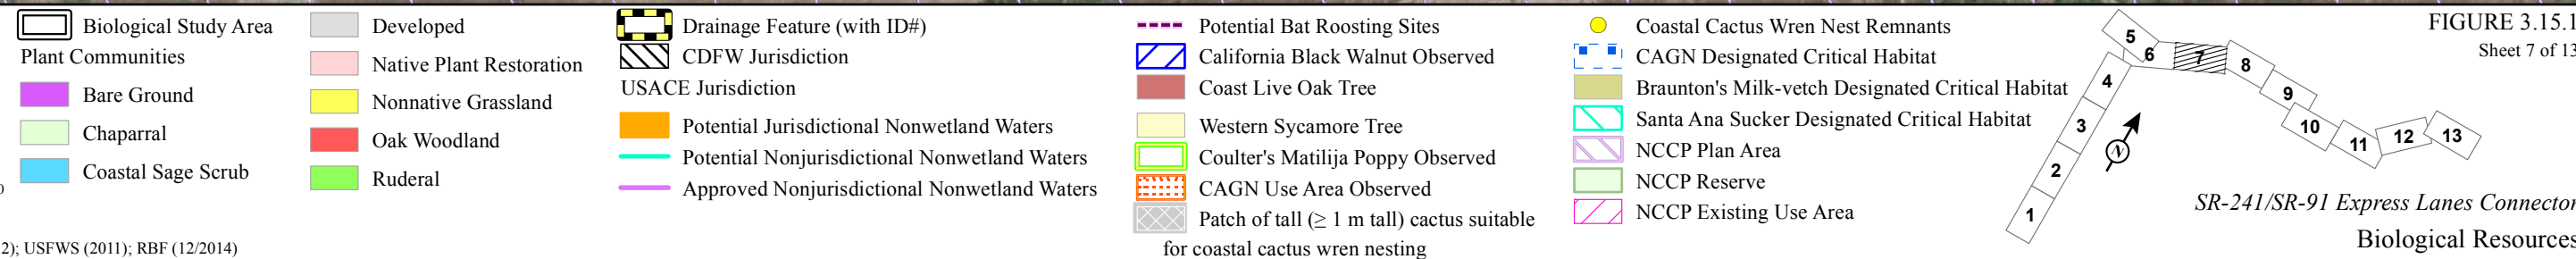 Biological Study Area
Plant Communities
Bare Ground
Chaparral
Coastal Sage Scrub
Developed
Native Plant Restoration
Nonnative Grassland
Oak Woodland
Ruderal
Drainage Feature (with ID#)
CDFW Jurisdiction
USACE Jurisdiction
Potential Jurisdictional Nonwetland Waters
Potential Nonjurisdictional Nonwetland Waters
Approved Nonjurisdictional Nonwetland Waters
Potential Bat Roosting Sites
California Black Walnut Observed
Coast Live Oak Tree
Western Sycamore Tree
Coulter's Matilija Poppy Observed
CAGN Use Area Observed
Patch of tall (≥ 1 m tall) cactus suitable
for coastal cactus wren nesting
Coastal Cactus Wren Nest Remnants
CAGN Designated Critical Habitat
Braunton's Milk-vetch Designated Critical Habitat
Santa Ana Sucker Designated Critical Habitat
NCCP Plan Area
NCCP Reserve
NCCP Existing Use Area
1
2
3
4
5
6
7
8
9
10
11
12
13
N
FIGURE 3.15.1
Sheet 7 of 13
SR-241/SR-91 Express Lanes Connector
Biological Resources
2); USFWS (2011); RBF (12/2014)